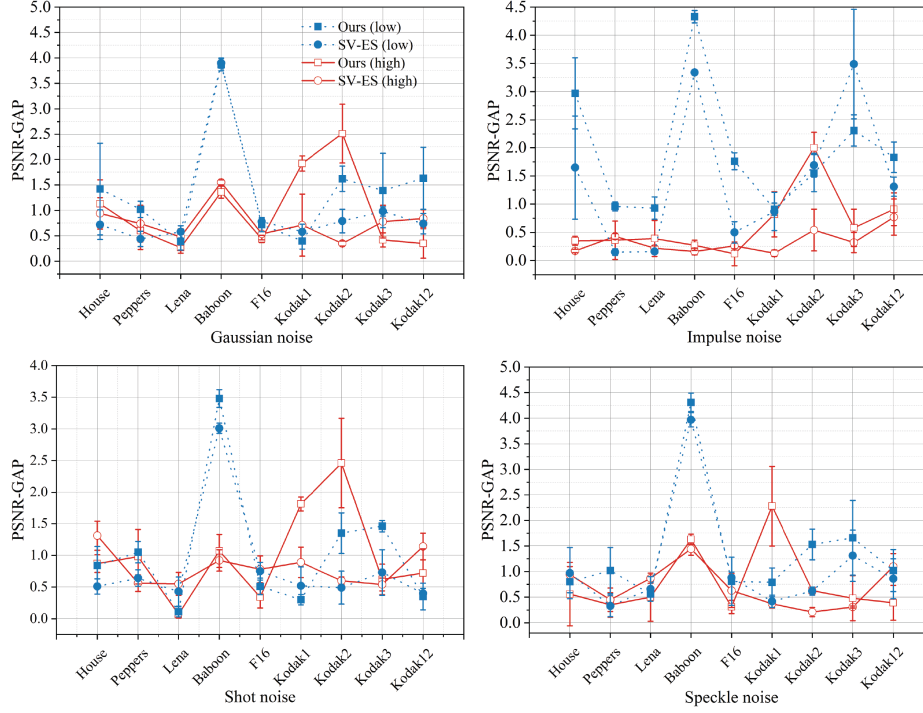 5.0
4.5
4.0
3.5
3.0
2.5
2.0
1.5
1.0
0.5
0.0
PSNR-GAP
Ours (low)
SV-ES (low)
Ours (high)
SV-ES (high)
House
Peppers
Lena
Baboon
F16
Kodak1
Kodak2
Kodak3
Kodak12
Gaussian noise
4.5
4.0
3.5
3.0
2.5
2.0
1.5
1.0
0.5
0.0
PSNR-GAP
House
Peppers
Lena
Baboon
F16
Kodak1
Kodak2
Kodak3
Kodak12
Impulse noise
4.0
3.5
3.0
2.5
2.0
1.5
1.0
0.5
0.0
PSNR-GAP
House
Peppers
Lena
Baboon
F16
Kodak1
Kodak2
Kodak3
Kodak12
Shot noise
5.0
4.5
4.0
3.5
3.0
2.5
2.0
1.5
1.0
0.5
0.0
PSNR-GAP
House
Peppers
Lena
Baboon
F16
Kodak1
Kodak2
Kodak3
Kodak12
Speckle noise